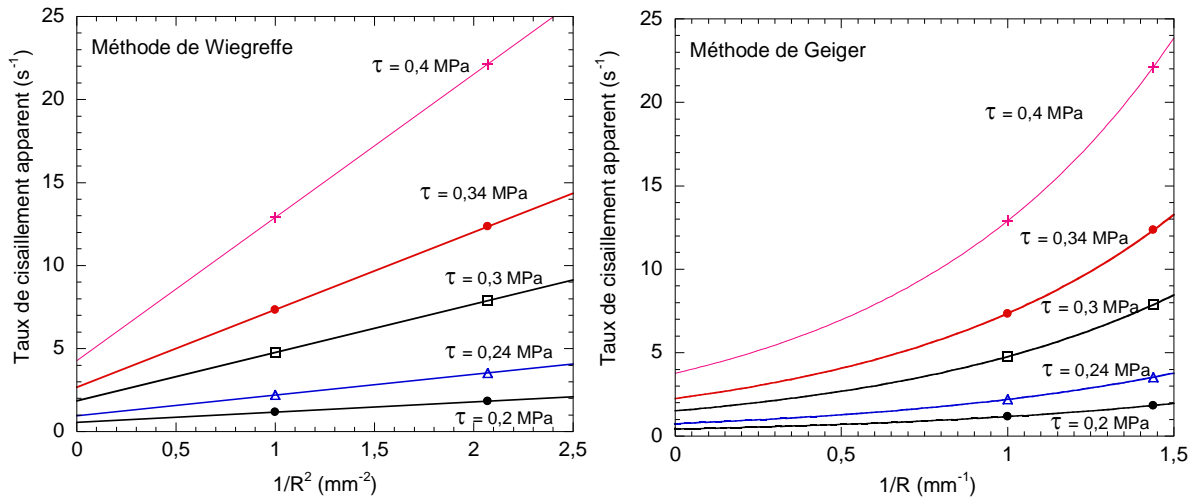 Méthode de Wiegreffe
Taux de cisaillement apparent (s-1)
25
20
15
10
5
0
τ = 0,4 MPa
τ = 0,34 MPa
τ = 0,3 MPa
τ = 0,24 MPa
τ = 0,2 MPa
0
0,5
1
1,5
2
2,5
1/R2 (mm-2)
Méthode de Geiger
Taux de cisaillement apparent (s-1)
25
20
15
10
5
0
τ = 0,4 MPa
τ = 0,34 MPa
τ = 0,3 MPa
τ = 0,24 MPa
τ = 0,2 MPa
0
0,5
1
1,5
1/R (mm-1)